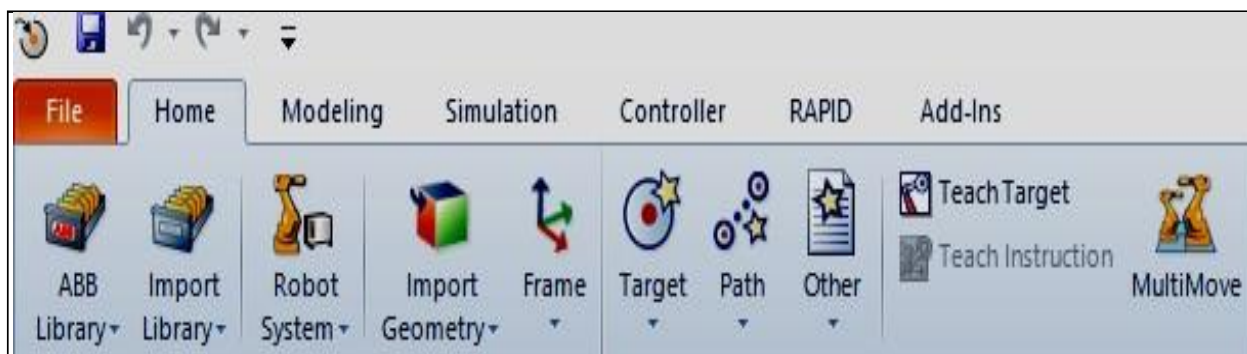 File Home Modeling Simulation Controller RAPID Add-Ins
ABB Library
Import Library
Robot System
Import Geometry
Frame
Target
Path
Other
Teach Target
Teach Instruction
MultiMove